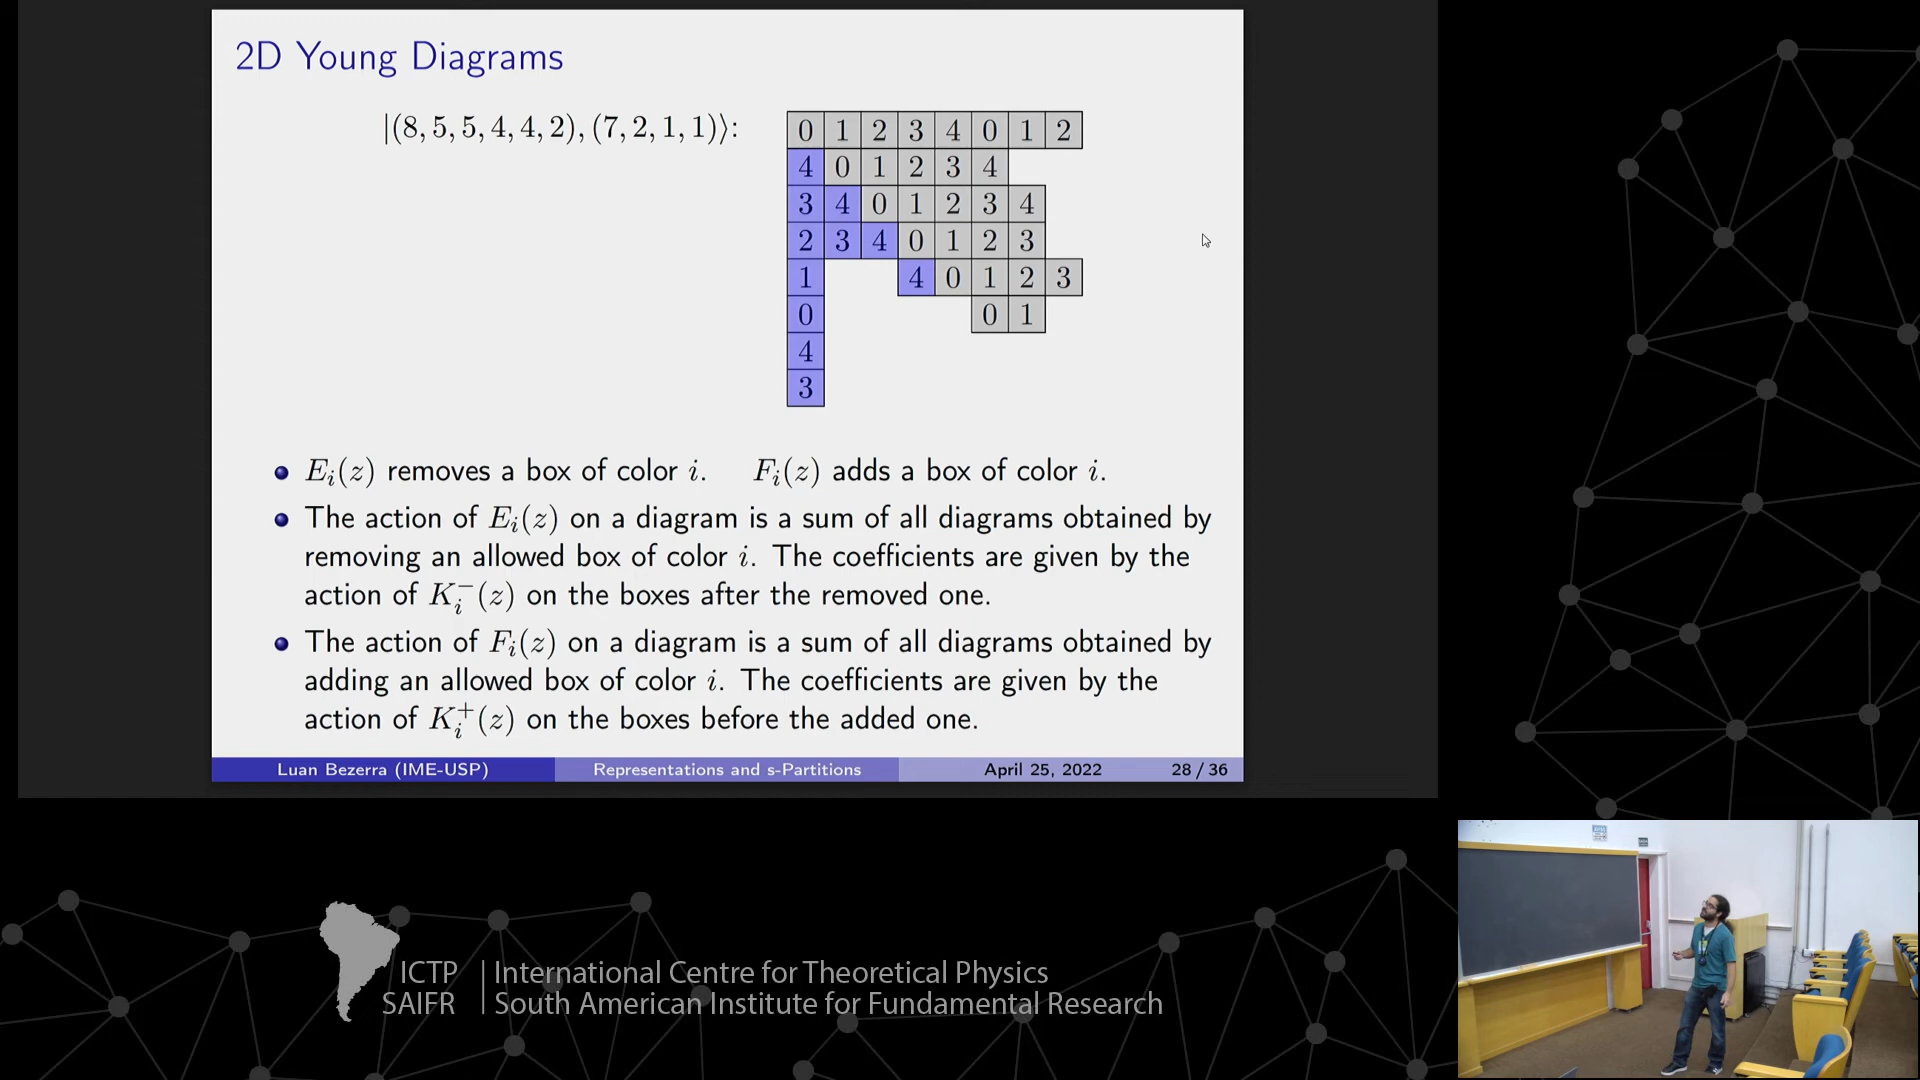 2D Young Diagrams
|(8, 5, 5, 4, 4, 2), (7, 2, 1, 1)⟩:
0 1 2 3 4 0 1 2
4 0 1 2 3 4
3 4 0 1 2 3 4
2 3 4 0 1 2 3
1 4 0 1 2 3
0 0 1
4
3
E_i(z) removes a box of color i. F_i(z) adds a box of color i.
The action of E_i(z) on a diagram is a sum of all diagrams obtained by
removing an allowed box of color i. The coefficients are given by the
action of K_i^-(z) on the boxes after the removed one.
The action of F_i(z) on a diagram is a sum of all diagrams obtained by
adding an allowed box of color i. The coefficients are given by the
action of K_i^+(z) on the boxes before the added one.
Luan Bezerra (IME-USP) Representations and s-Partitions April 25, 2022 28 / 36
ICTP | International Centre for Theoretical Physics
SAIFR | South American Institute for Fundamental Research